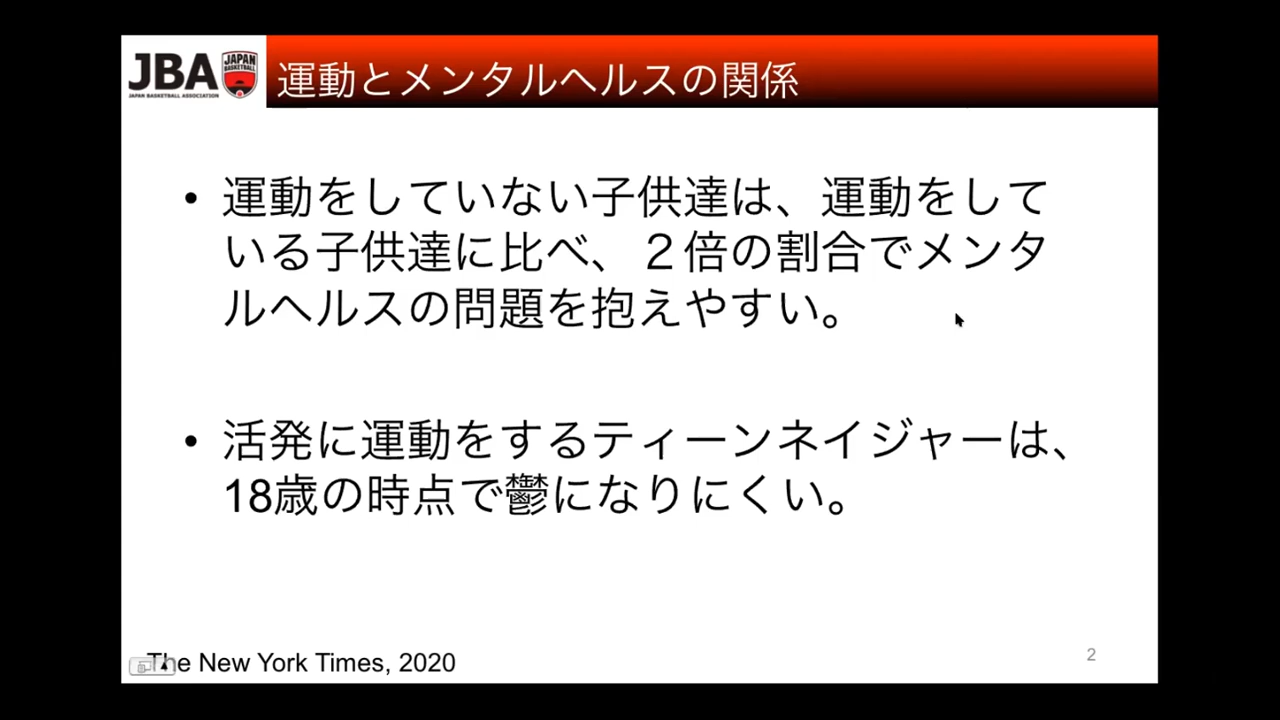 JBA
JAPAN BASKETBALL ASSOCIATION
JAPAN
BASKETBALL
運動とメンタルヘルスの関係
• 運動をしていない子供達は、運動をして
いる子供達に比べ、２倍の割合でメンタ
ルヘルスの問題を抱えやすい。
• 活発に運動をするティーンネイジャーは、
18歳の時点で鬱になりにくい。
The New York Times, 2020
2